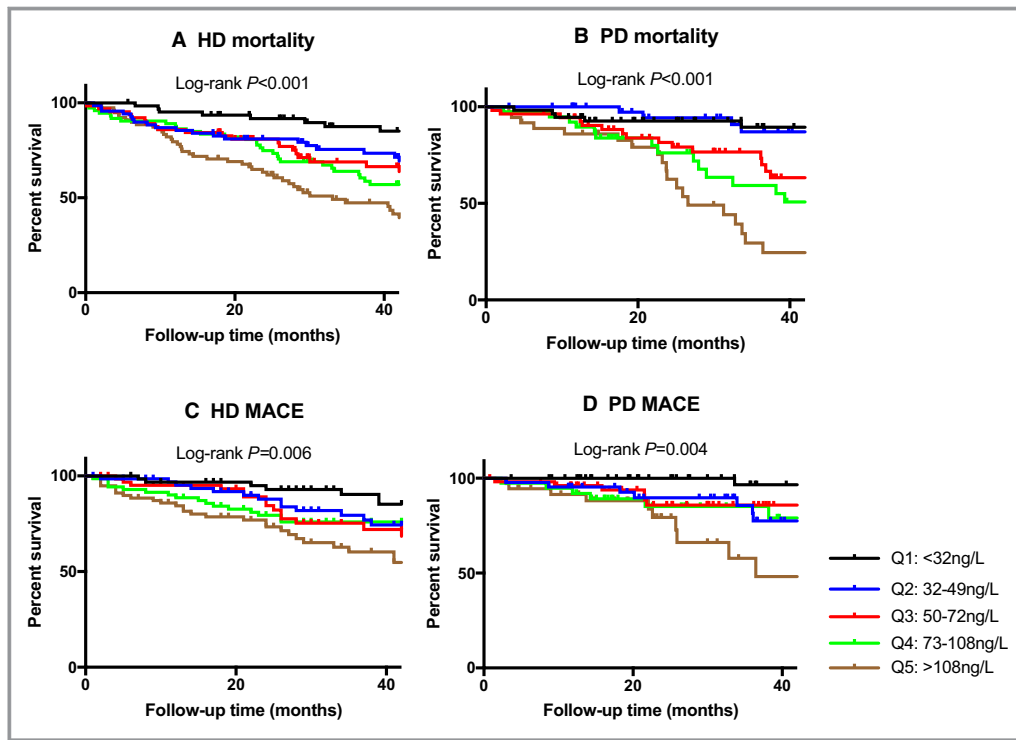 A HD mortality
Log-rank P<0.001
Percent survival
100
50
0
0 20 40
Follow-up time (months)
B PD mortality
Log-rank P<0.001
Percent survival
100
50
0
0 20 40
Follow-up time (months)
C HD MACE
Log-rank P=0.006
Percent survival
100
50
0
0 20 40
Follow-up time (months)
D PD MACE
Log-rank P=0.004
Percent survival
100
50
0
0 20 40
Follow-up time (months)
Q1: <32ng/L
Q2: 32-49ng/L
Q3: 50-72ng/L
Q4: 73-108ng/L
Q5: >108ng/L